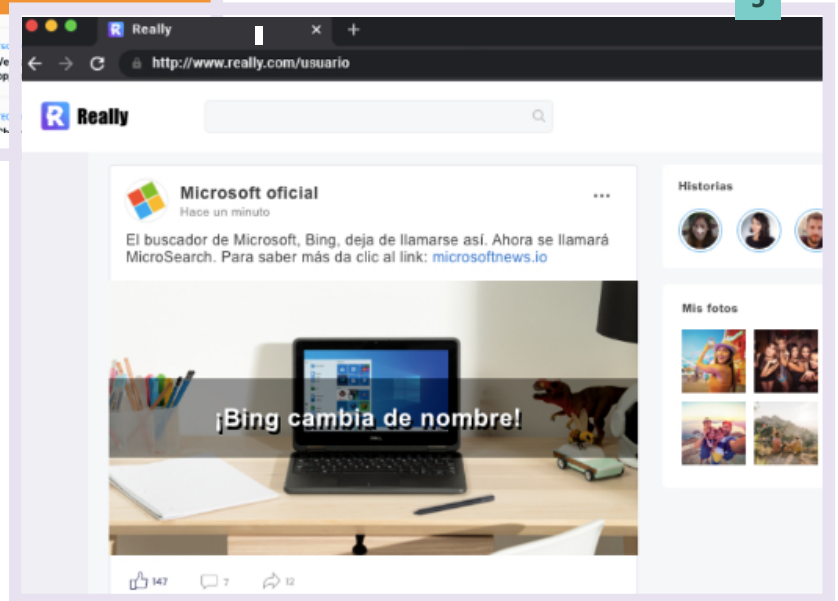 5
Really
http://www.really.com/usuario
Really
Microsoft oficial
Hace un minuto
El buscador de Microsoft, Bing, deja de llamarse así. Ahora se llamará
MicroSearch. Para saber más da clic al link: microsoftnews.io
¡Bing cambia de nombre!
147
7
12
Historias
Mis fotos